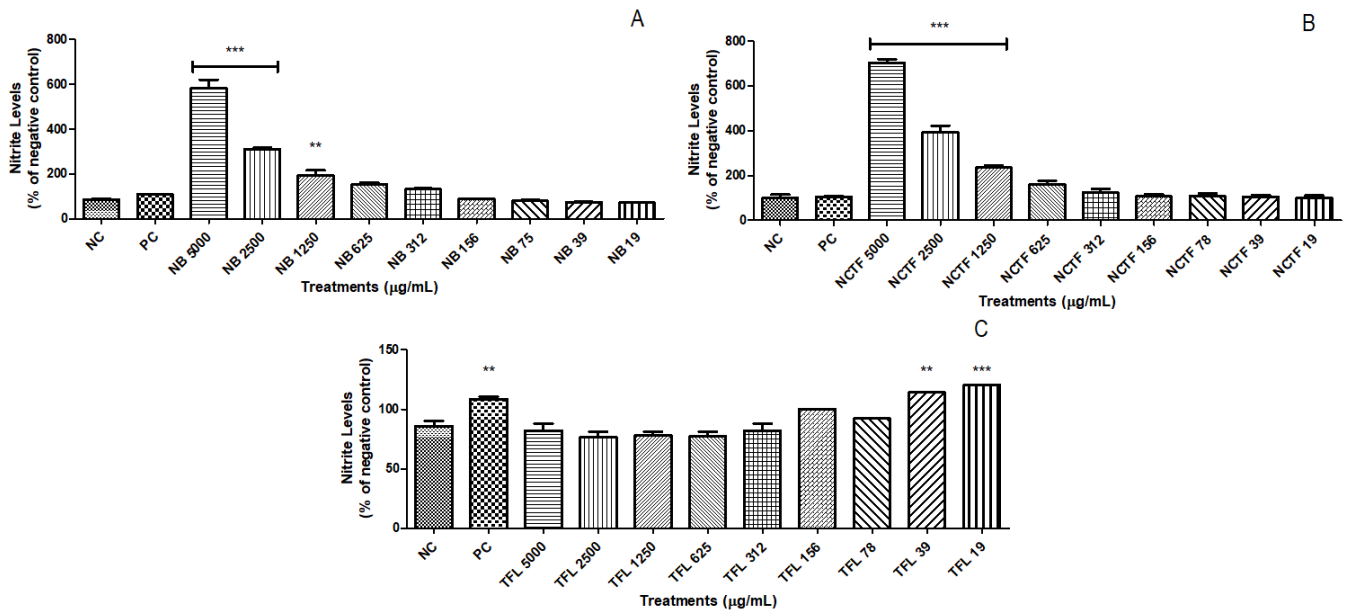 A
Nitrite Levels
(% of negative control)
800
600
400
200
0
***
**
NC
PC
NB 5000
NB 2500
NB 1250
NB 625
NB 312
NB 156
NB 75
NB 39
NB 19
Treatments (µg/mL)
B
Nitrite Levels
(% of negative control)
800
600
400
200
0
***
NC
PC
NCTF 5000
NCTF 2500
NCTF 1250
NCTF 625
NCTF 312
NCTF 156
NCTF 78
NCTF 39
NCTF 19
Treatments (µg/mL)
C
Nitrite Levels
(% of negative control)
150
100
50
0
**
**
***
NC
PC
TFL 5000
TFL 2500
TFL 1250
TFL 625
TFL 312
TFL 156
TFL 78
TFL 39
TFL 19
Treatments (µg/mL)